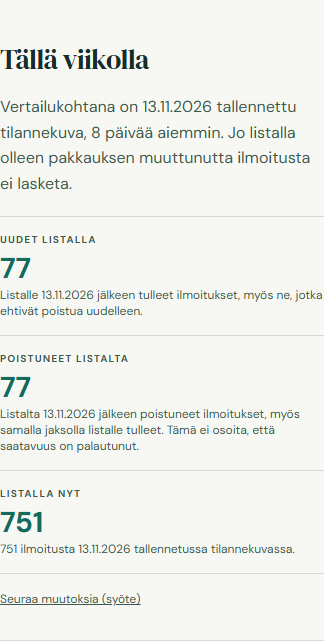 Tällä viikolla
Vertailukohtana on 13.11.2026 tallennettu
tilannekuva, 8 päivää aiemmin. Jo listalla
olleen pakkauksen muuttunutta ilmoitusta
ei lasketa.
UUDET LISTALLA
77
Listalle 13.11.2026 jälkeen tulleet ilmoitukset, myös ne, jotka
ehtivät poistua uudelleen.
POISTUNEET LISTALTA
77
Listalta 13.11.2026 jälkeen poistuneet ilmoitukset, myös
samalla jaksolla listalle tulleet. Tämä ei osoita, että
saatavuus on palautunut.
LISTALLA NYT
751
751 ilmoitusta 13.11.2026 tallennetussa tilannekuvassa.
Seuraa muutoksia (syöte)